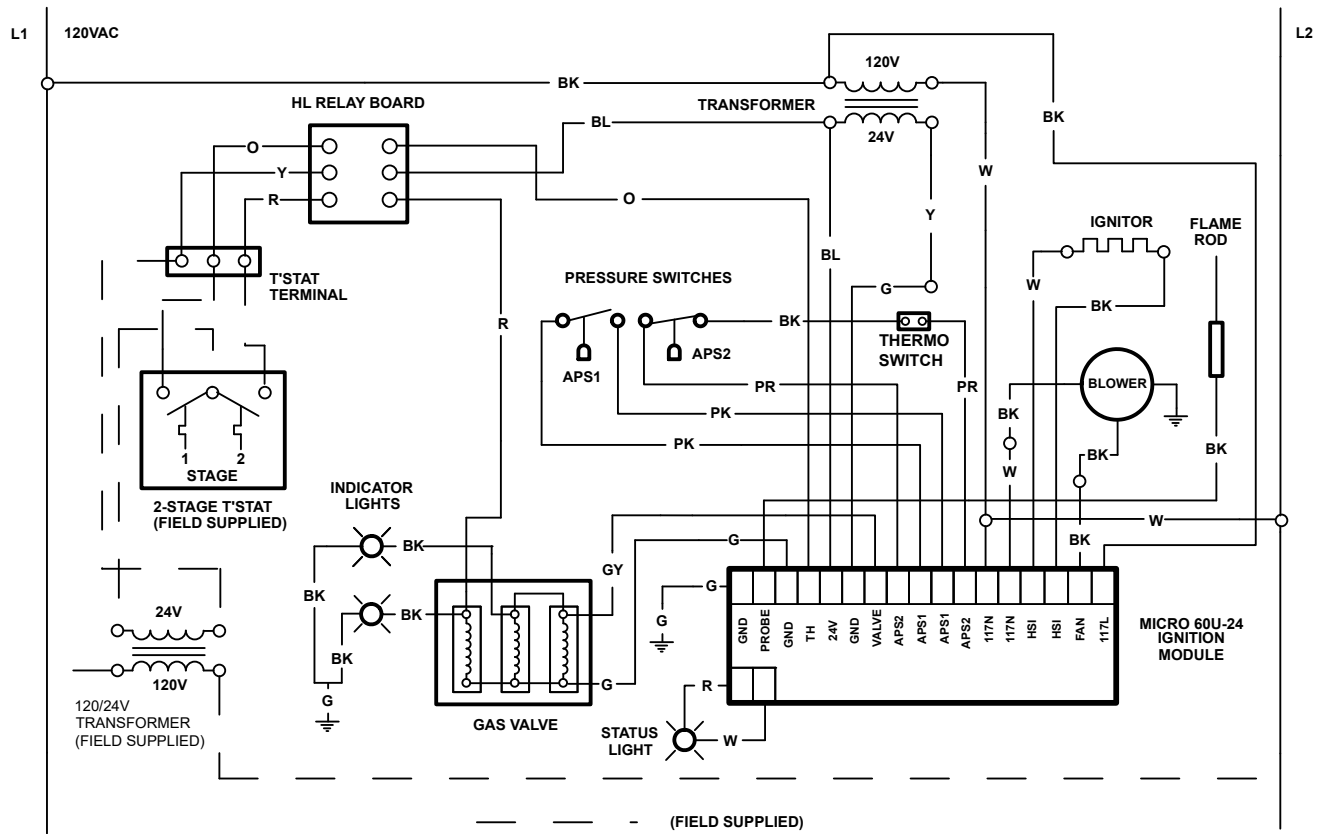 L1
120VAC
L2
120V
BK
HL RELAY BOARD
TRANSFORMER
BK
BL
24V
O
Y
W
R
O
Y
IGNITOR
FLAME
ROD
BL
T'STAT
TERMINAL
PRESSURE SWITCHES
W
G
BK
R
BK
THERMO
SWITCH
APS1
APS2
BLOWER
PR
PR
PK
BK
PK
BK
BK
W
1
2
STAGE
2-STAGE T'STAT
(FIELD SUPPLIED)
INDICATOR
LIGHTS
W
BK
G
BK
GY
G
BK
BK
24V
G
BK
GND
PROBE
GND
TH
24V
GND
VALVE
APS2
APS1
APS1
APS2
117N
117N
HSI
HSI
FAN
117L
MICRO 60U-24
IGNITION
MODULE
120V
G
R
G
120/24V
TRANSFORMER
(FIELD SUPPLIED)
GAS VALVE
STATUS
LIGHT
W
(FIELD SUPPLIED)